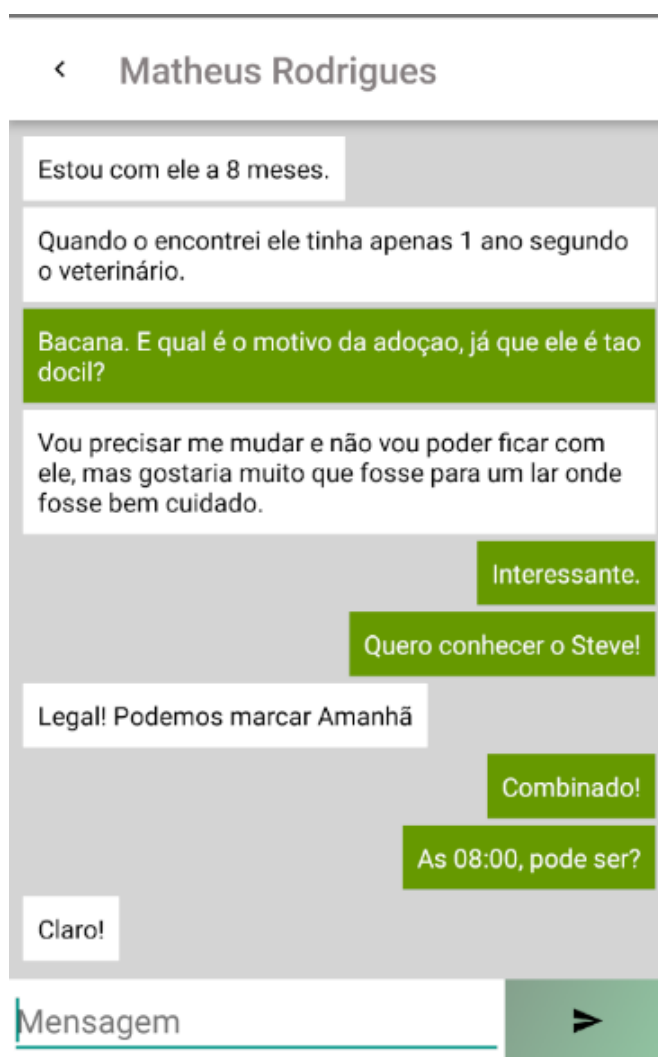 Matheus Rodrigues
Estou com ele a 8 meses.
Quando o encontrei ele tinha apenas 1 ano segundo
o veterinário.
Bacana. E qual é o motivo da adoçao, já que ele é tao
docil?
Vou precisar me mudar e não vou poder ficar com
ele, mas gostaria muito que fosse para um lar onde
fosse bem cuidado.
Interessante.
Quero conhecer o Steve!
Legal! Podemos marcar Amanhã
Combinado!
As 08:00, pode ser?
Claro!
Mensagem